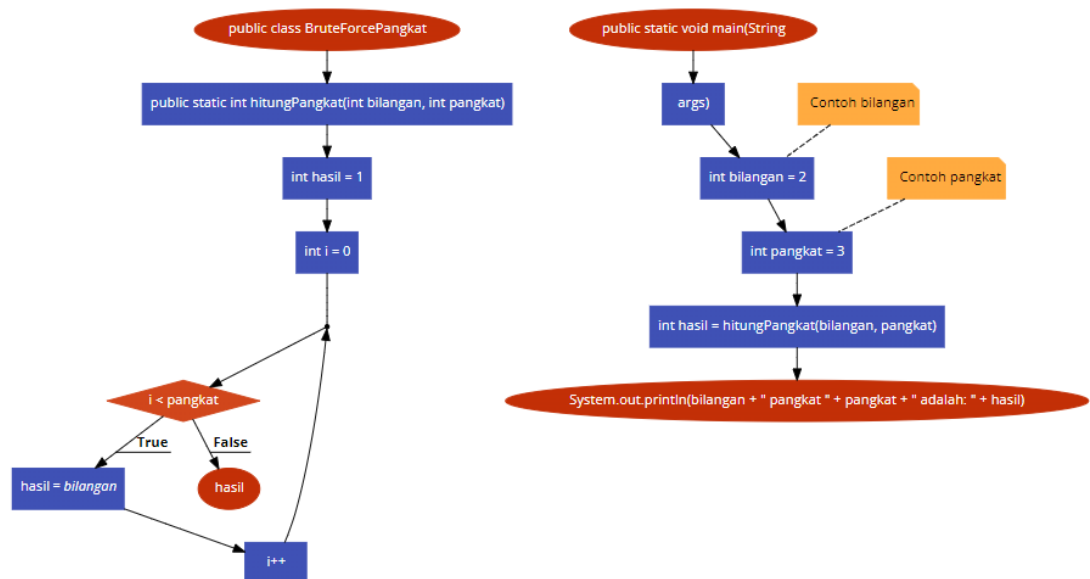 public class BruteForcePangkat
public static int hitungPangkat(int bilangan, int pangkat)
int hasil = 1
int i = 0
i < pangkat
True
False
hasil = bilangan
hasil
i++
public static void main(String
args)
Contoh bilangan
int bilangan = 2
Contoh pangkat
int pangkat = 3
int hasil = hitungPangkat(bilangan, pangkat)
System.out.println(bilangan + " pangkat " + pangkat + " adalah: " + hasil)